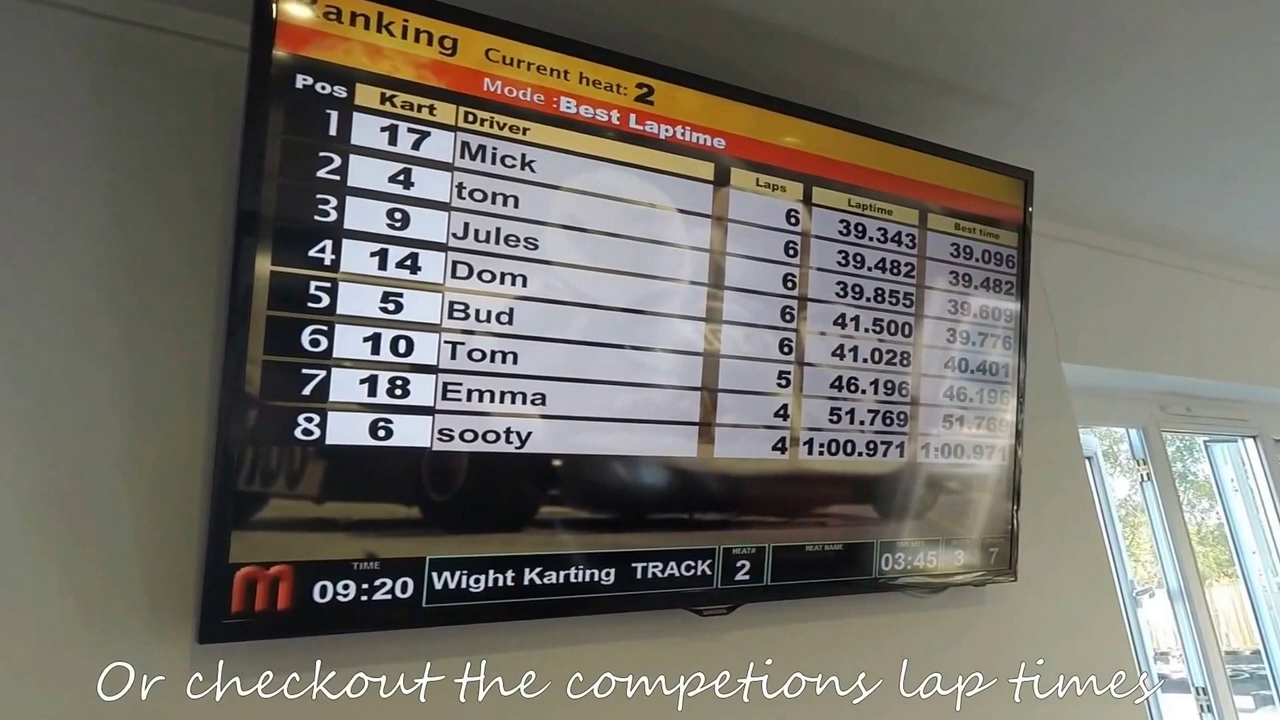 Ranking Current heat: 2
Mode :Best Laptime
Pos Kart Driver Laps Laptime Best time
1 17 Mick 6 39.343 39.096
2 4 tom 6 39.482 39.482
3 9 Jules 6 39.855 39.609
4 14 Dom 6 41.500 39.776
5 5 Bud 6 41.028 40.401
6 10 Tom 5 46.196 46.196
7 18 Emma 4 51.769 51.769
8 6 sooty 4 1:00.971 1:00.971
TIME HEAT# HEAT NAME
m 09:20 Wight Karting TRACK 2 03:45 3 7
Or checkout the competions lap times